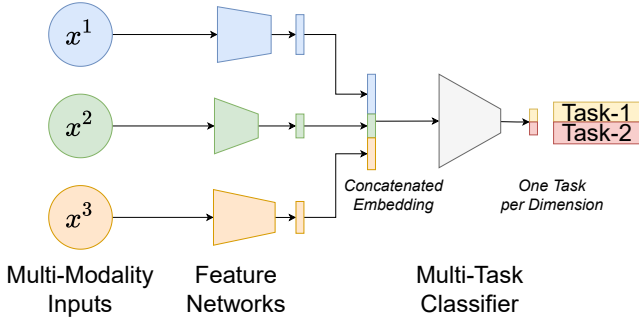 x¹
x²
x³
Task-1
Task-2
Concatenated
Embedding
One Task
per Dimension
Multi-Modality
Inputs
Feature
Networks
Multi-Task
Classifier